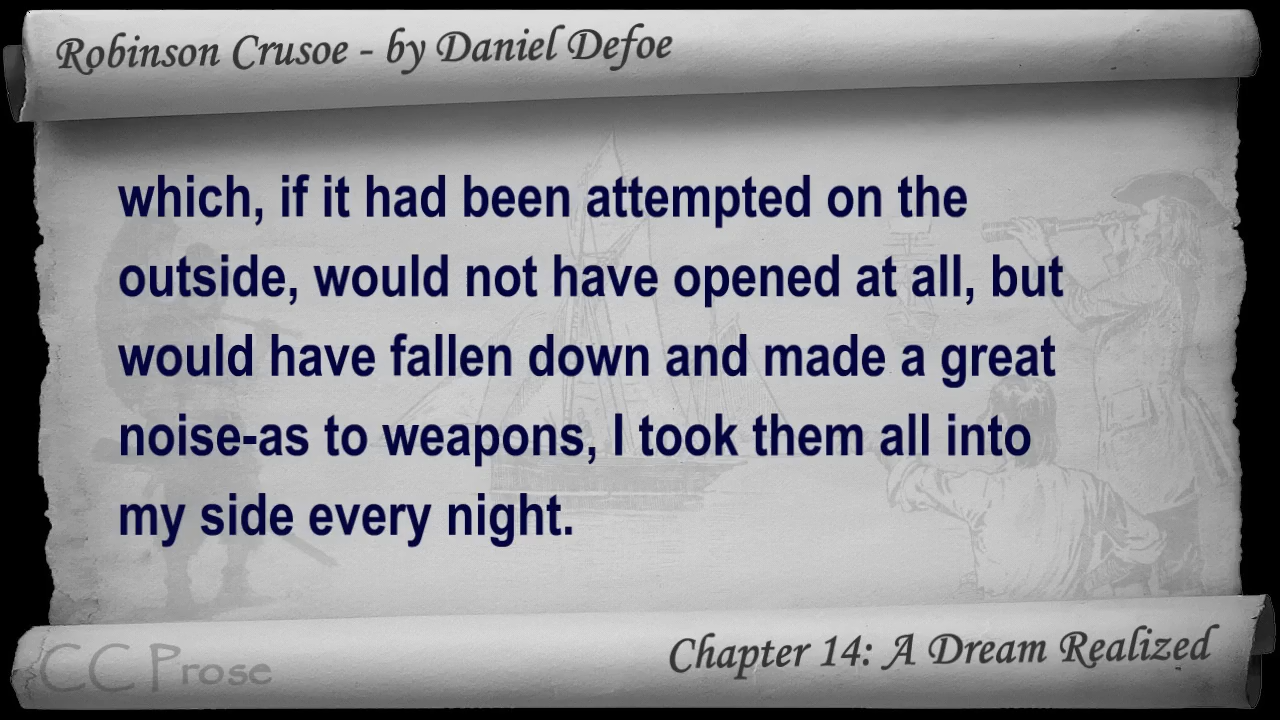 Robinson Crusoe - by Daniel Defoe
which, if it had been attempted on the
outside, would not have opened at all, but
would have fallen down and made a great
noise-as to weapons, I took them all into
my side every night.
Chapter 14: A Dream Realized
CC Prose